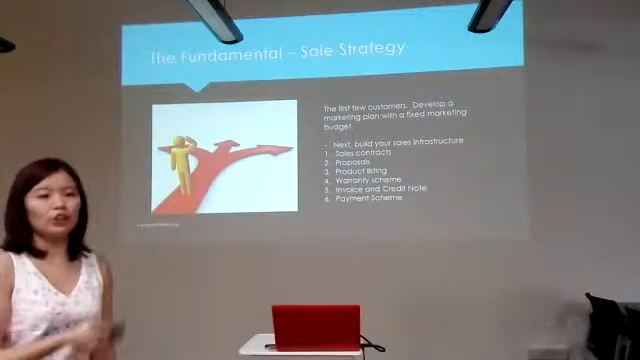 The Fundamental – Sale Strategy
The first few customers. Develop a
marketing plan with a fixed marketing
budget.
- Next, build your sales infrastructure
1. Sales contracts
2. Proposals
3. Product listing
4. Warranty scheme
5. Invoice and Credit Note
6. Payment Scheme